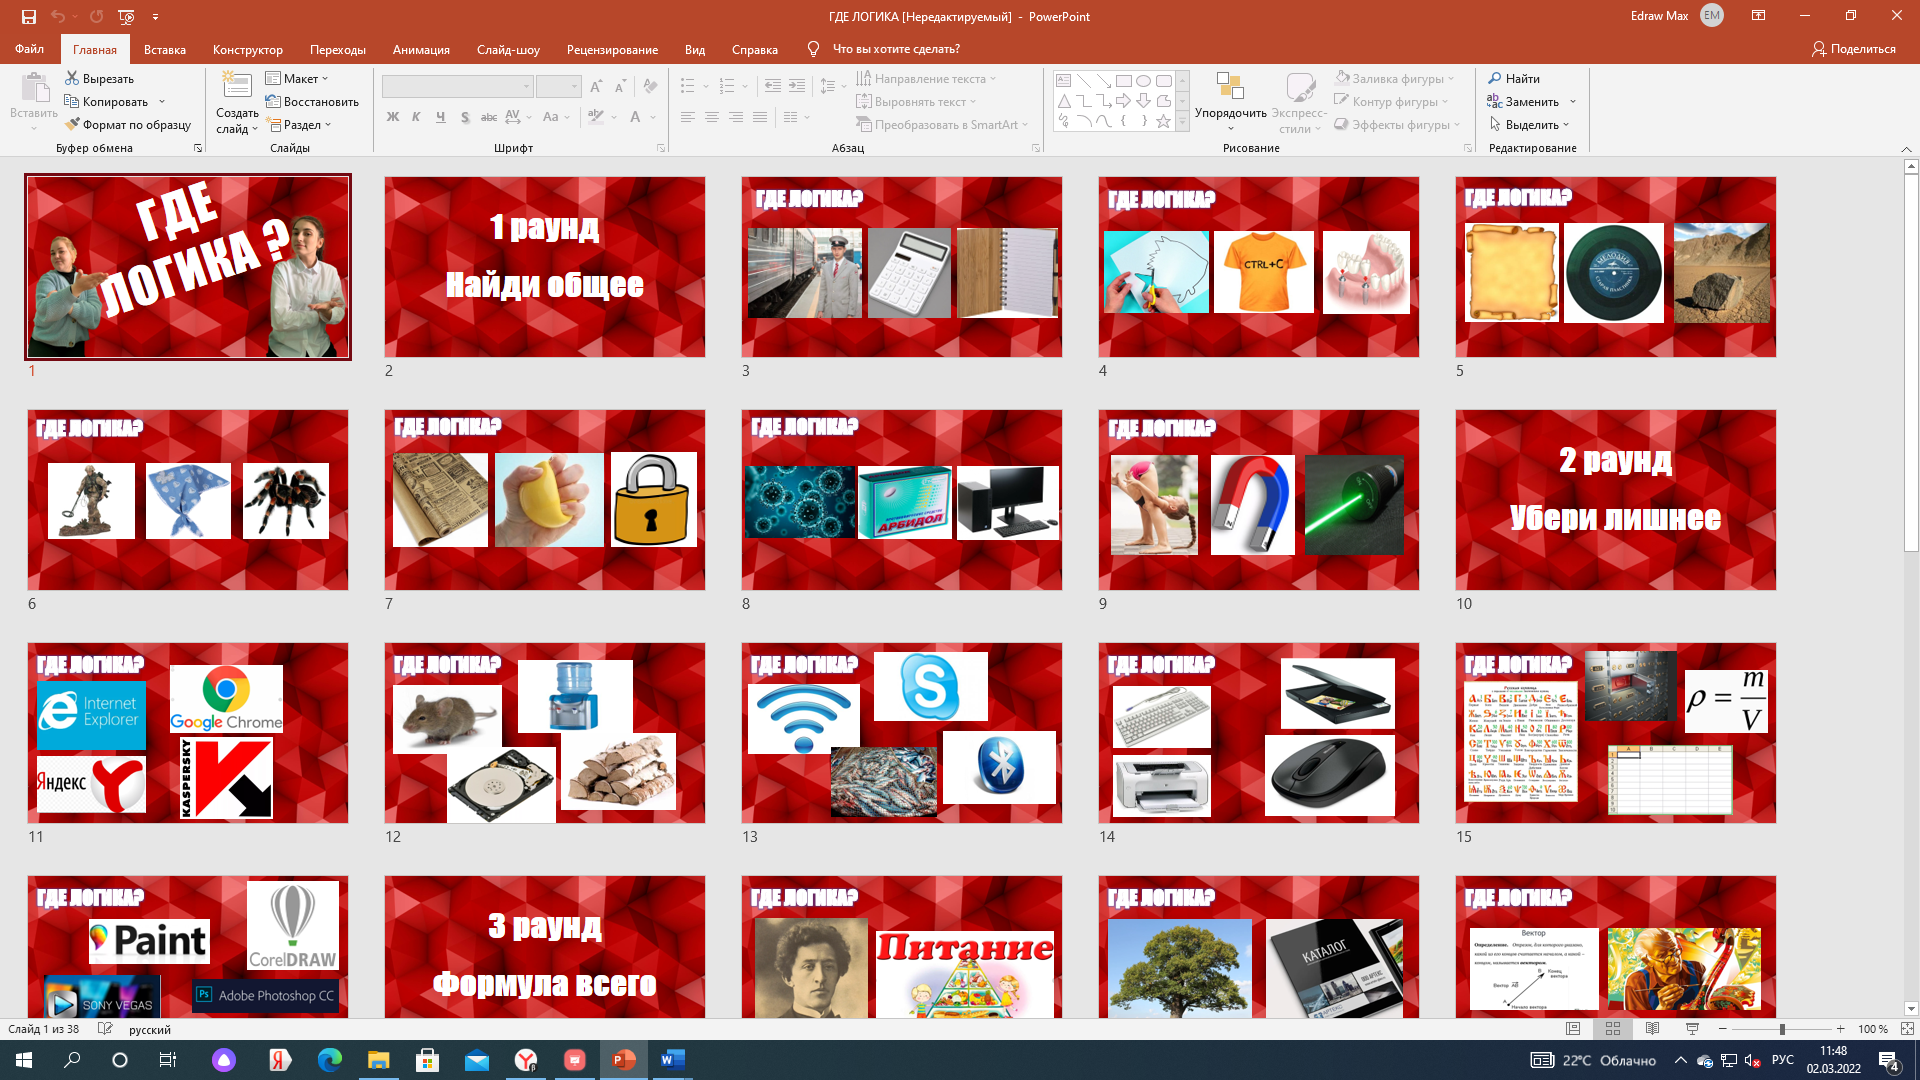 ГДЕ ЛОГИКА [Нередактируемый] - PowerPoint
Edraw Max EM
Файл Главная Вставка Конструктор Переходы Анимация Слайд-шоу Рецензирование Вид Справка Что вы хотите сделать? Поделиться
Вставить
Вырезать
Копировать
Формат по образцу
Буфер обмена
Создать слайд
Макет
Восстановить
Раздел
Слайды
Ж К Ч S abc AV Aa
Шрифт
Направление текста
Выровнять текст
Преобразовать в SmartArt
Абзац
Упорядочить
Экспресс-стили
Заливка фигуры
Контур фигуры
Эффекты фигуры
Рисование
Найти
Заменить
Выделить
Редактирование
ГДЕ
ЛОГИКА ?
1
1 раунд
Найди общее
2
ГДЕ ЛОГИКА?
3
ГДЕ ЛОГИКА?
CTRL+C
4
ГДЕ ЛОГИКА?
МЕЛОДИЯ
5
ГДЕ ЛОГИКА?
6
ГДЕ ЛОГИКА?
7
ГДЕ ЛОГИКА?
АРБИДОЛ
8
ГДЕ ЛОГИКА?
9
2 раунд
Убери лишнее
10
ГДЕ ЛОГИКА?
Internet
Explorer
Google Chrome
Яндекс
KASPERSKY
11
ГДЕ ЛОГИКА?
12
ГДЕ ЛОГИКА?
13
ГДЕ ЛОГИКА?
14
ГДЕ ЛОГИКА?
ρ = m/V
15
ГДЕ ЛОГИКА?
Paint
CorelDRAW
SONY VEGAS
Ps Adobe Photoshop CC
3 раунд
Формула всего
ГДЕ ЛОГИКА?
Питание
ГДЕ ЛОГИКА?
КАТАЛОГ
ГДЕ ЛОГИКА?
Вектор
Слайд 1 из 38 русский
100 %
22°C Облачно
РУС
11:48
02.03.2022
4